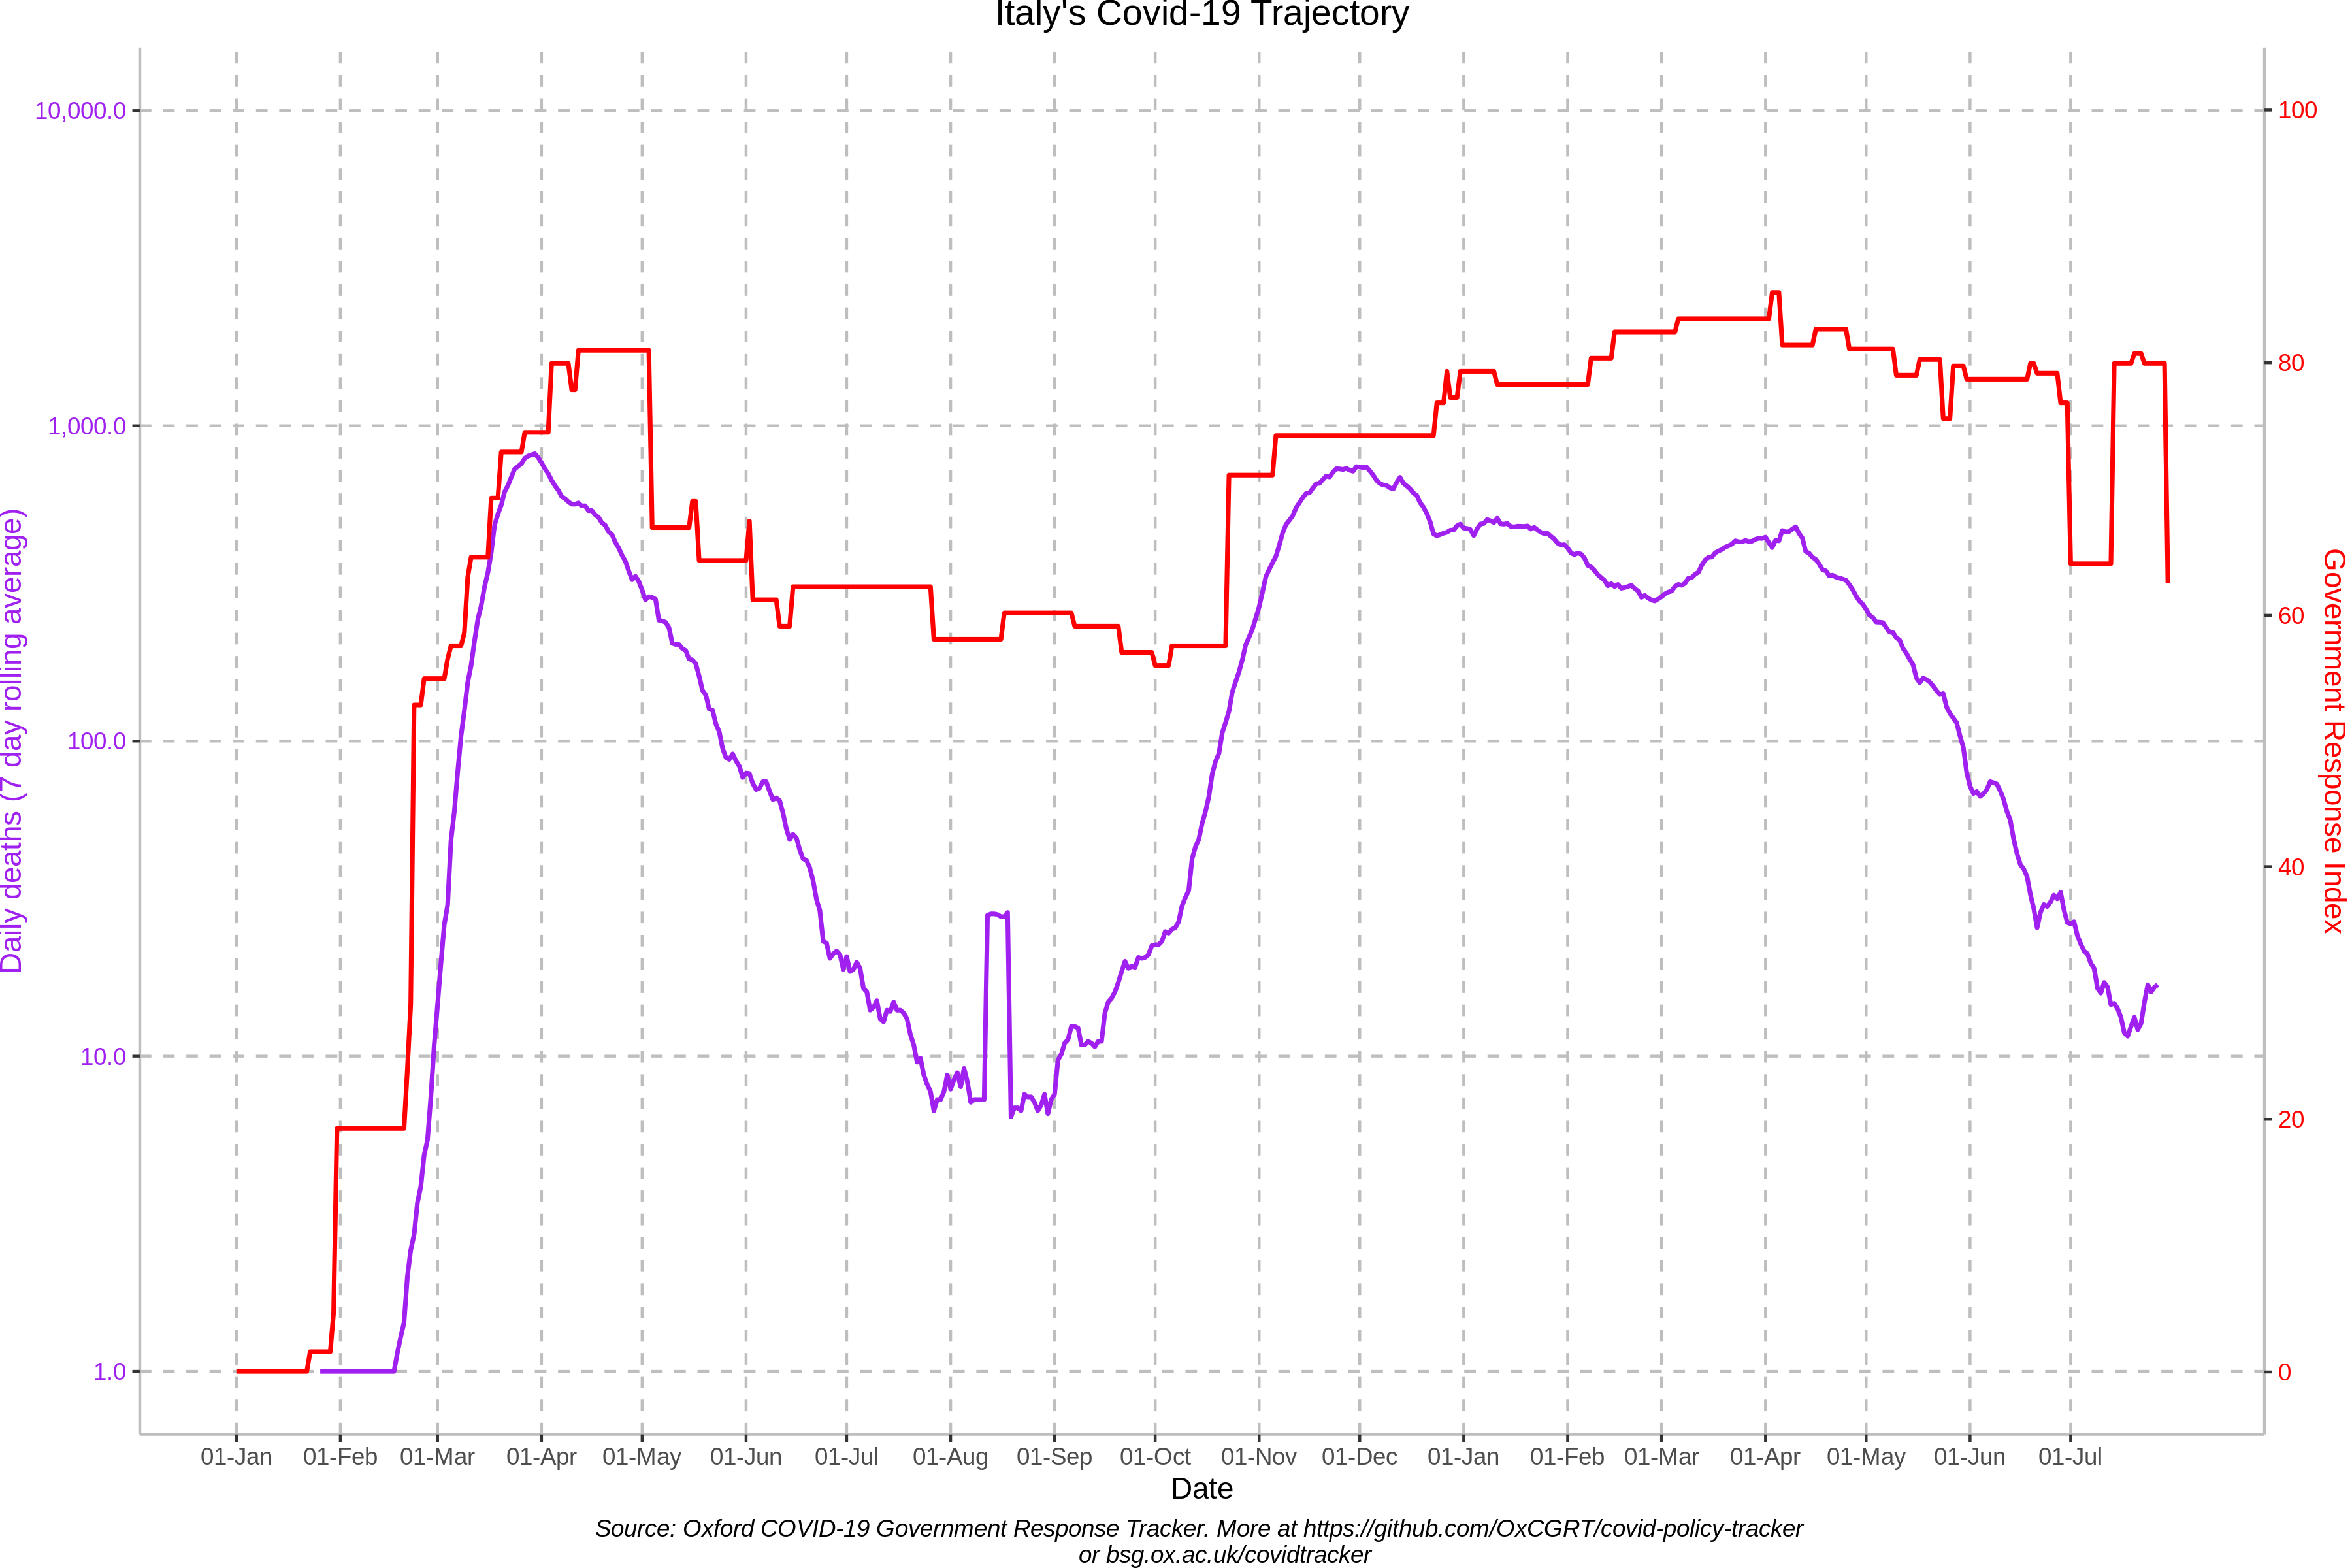 Italy's Covid-19 Trajectory
Daily deaths (7 day rolling average)
10,000.0
1,000.0
100.0
10.0
1.0
100
80
60
40
20
0
Government Response Index
01-Jan 01-Feb 01-Mar 01-Apr 01-May 01-Jun 01-Jul 01-Aug 01-Sep 01-Oct 01-Nov 01-Dec 01-Jan 01-Feb 01-Mar 01-Apr 01-May 01-Jun 01-Jul
Date
Source: Oxford COVID-19 Government Response Tracker. More at https://github.com/OxCGRT/covid-policy-tracker
or bsg.ox.ac.uk/covidtracker